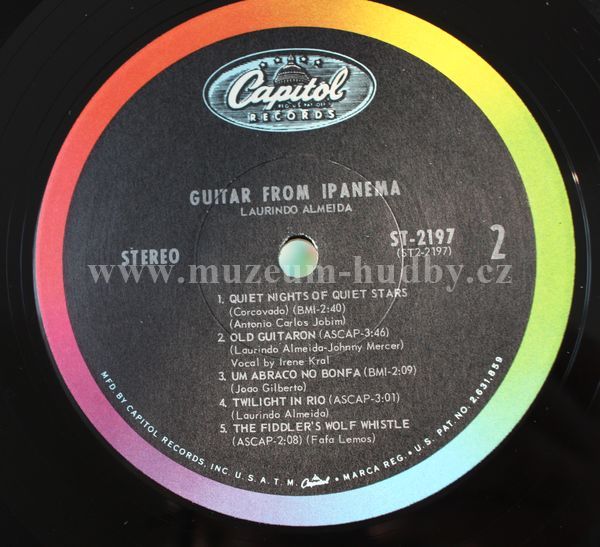 Capitol
REG. U.S. PAT. OFF.
RECORDS
GUITAR FROM IPANEMA
LAURINDO ALMEIDA
STEREO
ST-2197
(ST2-2197)
2
www.muzeum-hudby.cz
1. QUIET NIGHTS OF QUIET STARS
(Corcovado) (BMI-2:40)
(Antonio Carlos Jobim)
2. OLD GUITARON (ASCAP-3:46)
(Laurindo Almeida-Johnny Mercer)
Vocal by Irene Kral
3. UM ABRACO NO BONFA (BMI-2:09)
(Joao Gilberto)
4. TWILIGHT IN RIO (ASCAP-3:01)
(Laurindo Almeida)
5. THE FIDDLER'S WOLF WHISTLE
(ASCAP-2:08) (Fafa Lemos)
MFD. BY CAPITOL RECORDS, INC. U.S.A. T.M. Capitol • MARCA REG. • U.S. PAT. NO. 2,631,859